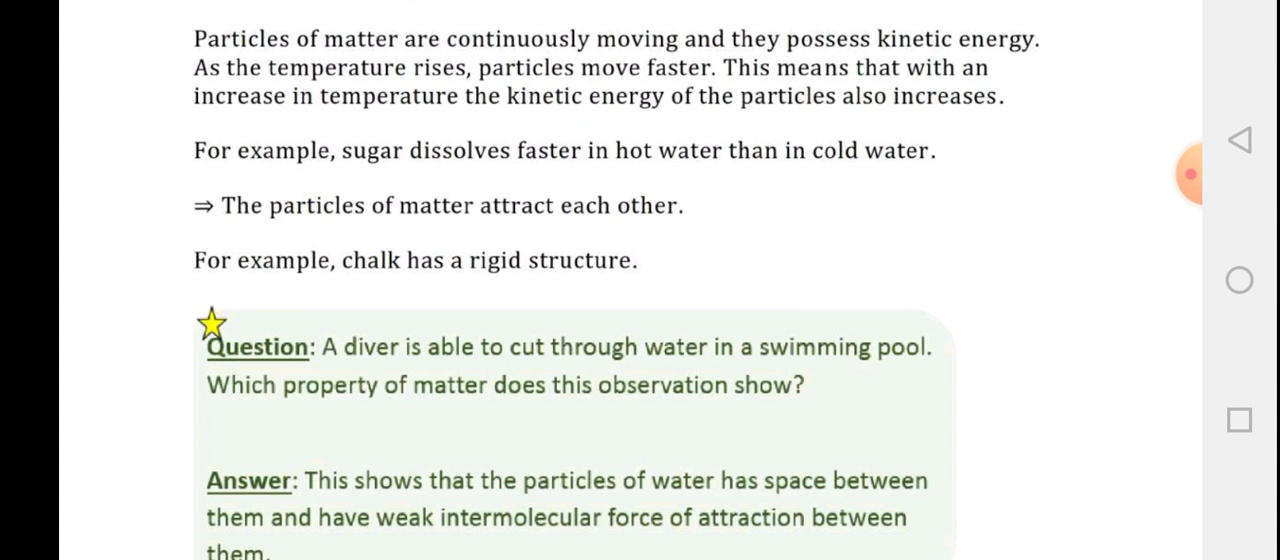 Particles of matter are continuously moving and they possess kinetic energy.
As the temperature rises, particles move faster. This means that with an
increase in temperature the kinetic energy of the particles also increases.
For example, sugar dissolves faster in hot water than in cold water.
⇒ The particles of matter attract each other.
For example, chalk has a rigid structure.
Question: A diver is able to cut through water in a swimming pool.
Which property of matter does this observation show?
Answer: This shows that the particles of water has space between
them and have weak intermolecular force of attraction between
them.